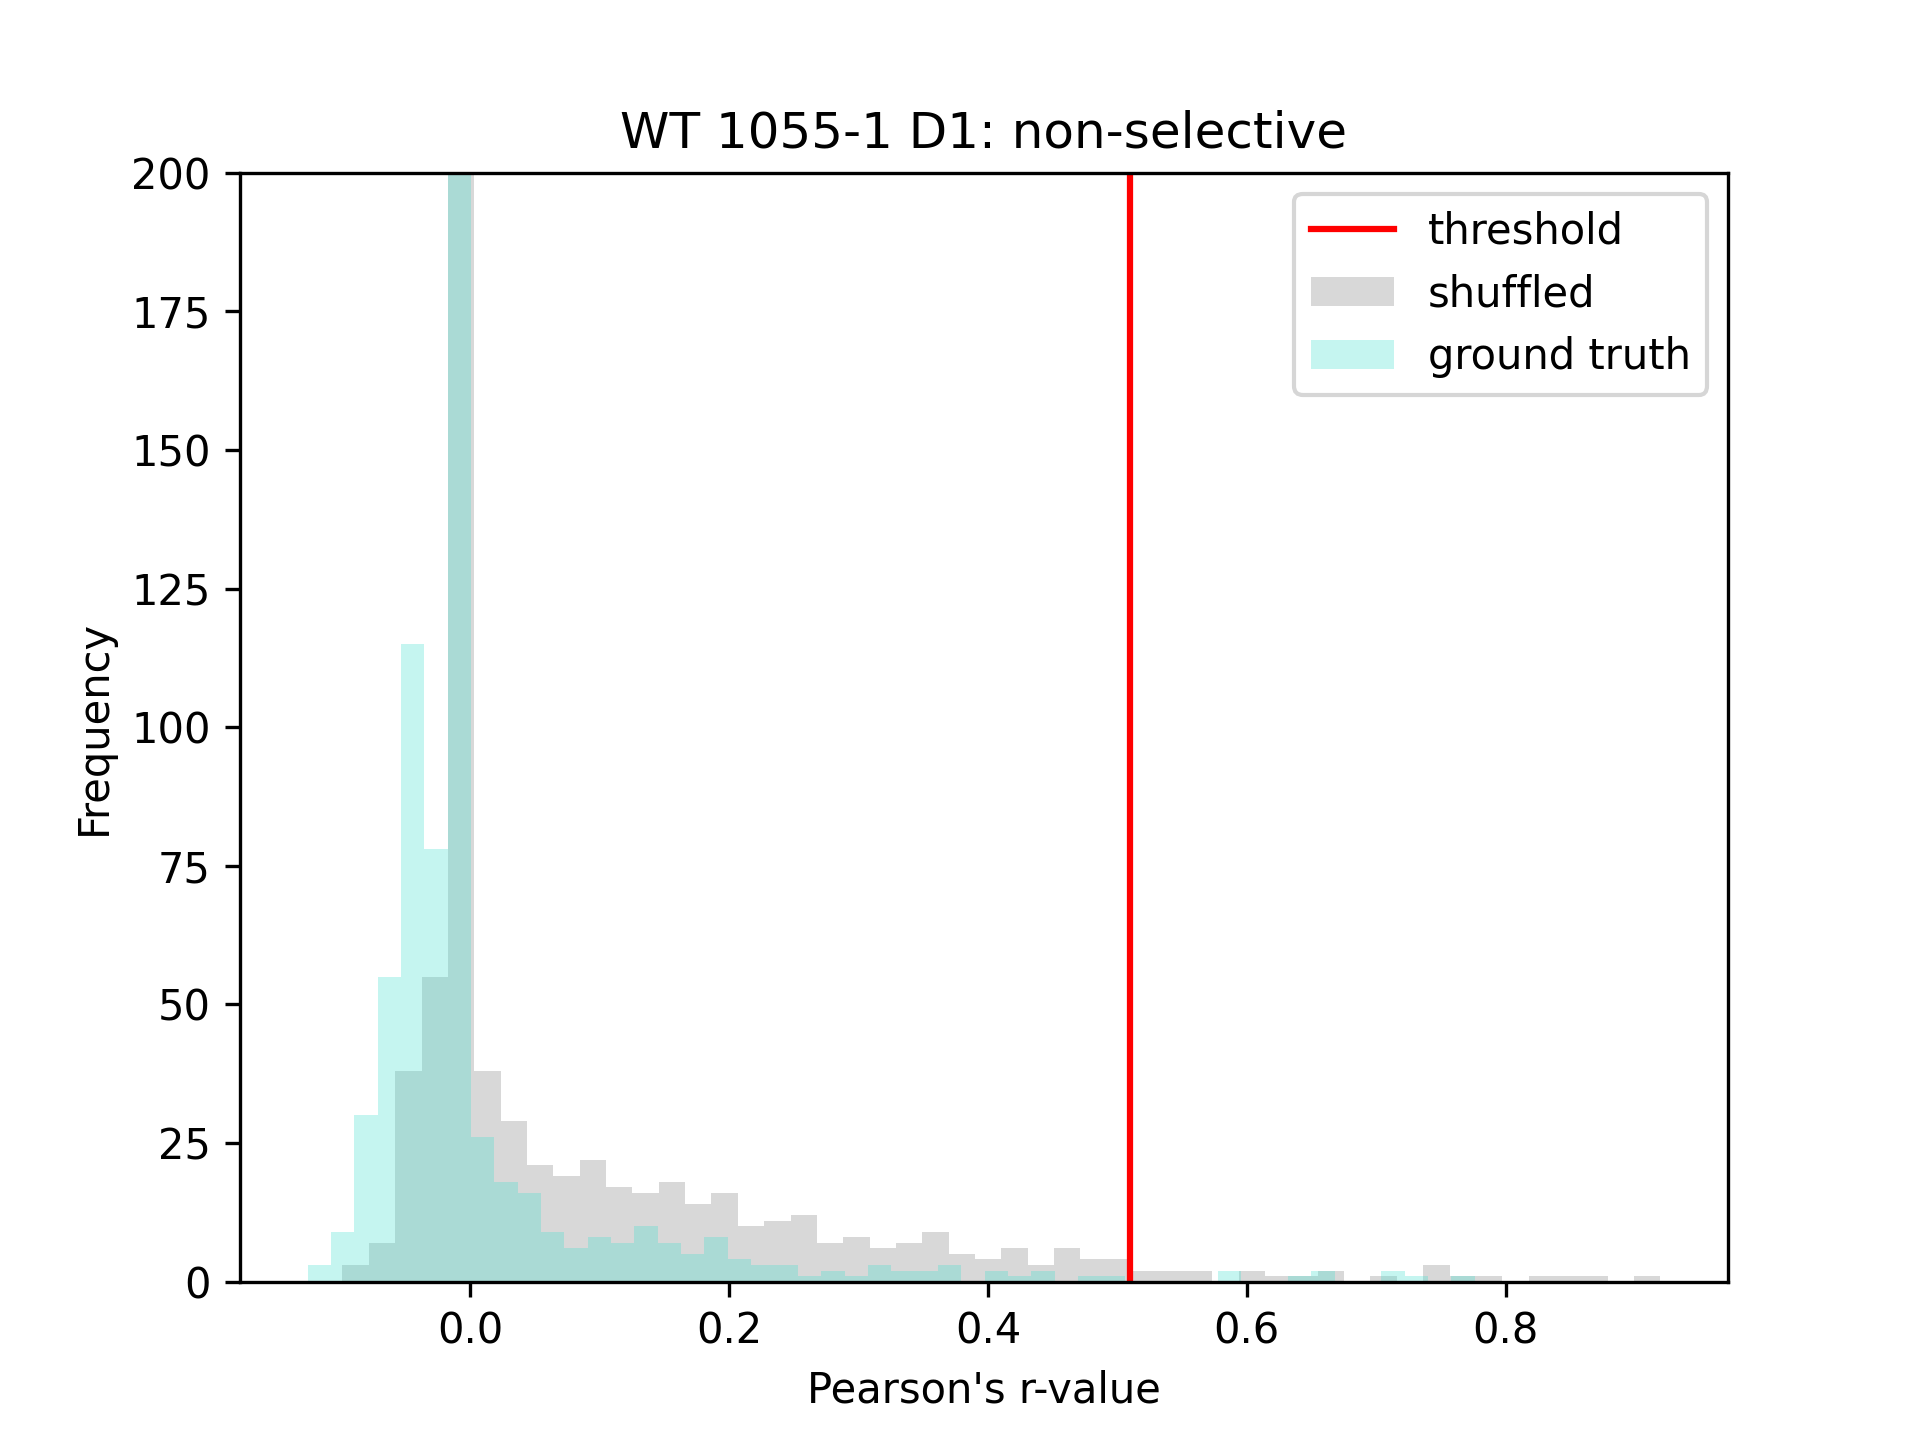 WT 1055-1 D1: non-selective
200
175
150
125
100
75
50
25
0
Frequency
threshold
shuffled
ground truth
0.0 0.2 0.4 0.6 0.8
Pearson's r-value